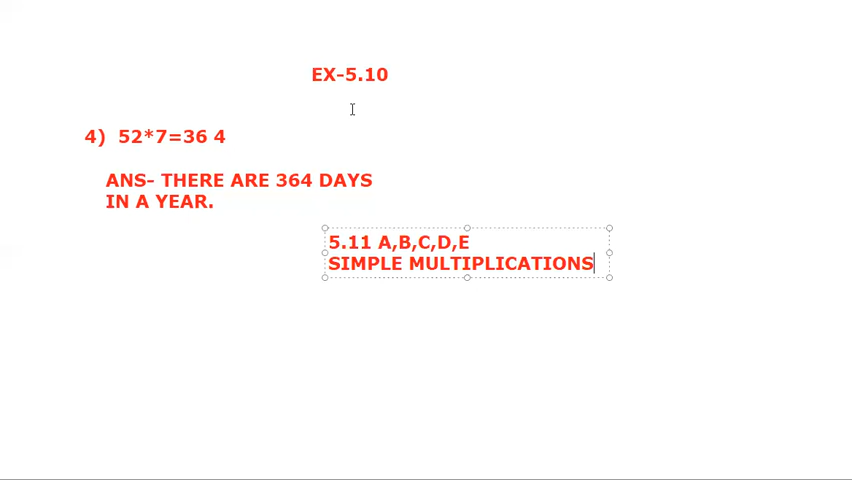 EX-5.10
4) 52*7=36 4
ANS- THERE ARE 364 DAYS
IN A YEAR.
5.11 A,B,C,D,E
SIMPLE MULTIPLICATIONS